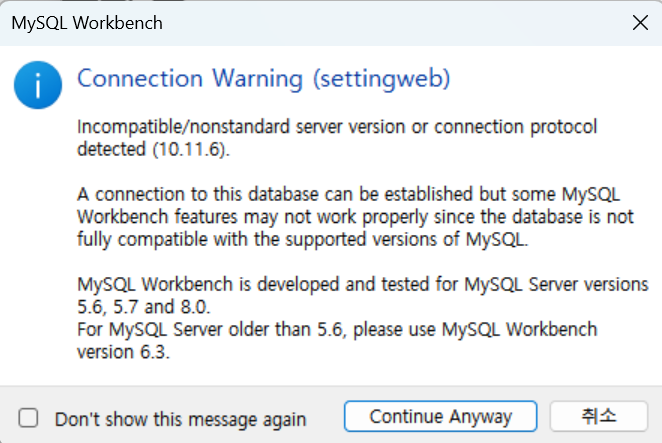 MySQL Workbench
Connection Warning (settingweb)
Incompatible/nonstandard server version or connection protocol
detected (10.11.6).
A connection to this database can be established but some MySQL
Workbench features may not work properly since the database is not
fully compatible with the supported versions of MySQL.
MySQL Workbench is developed and tested for MySQL Server versions
5.6, 5.7 and 8.0.
For MySQL Server older than 5.6, please use MySQL Workbench
version 6.3.
Don't show this message again
Continue Anyway
취소